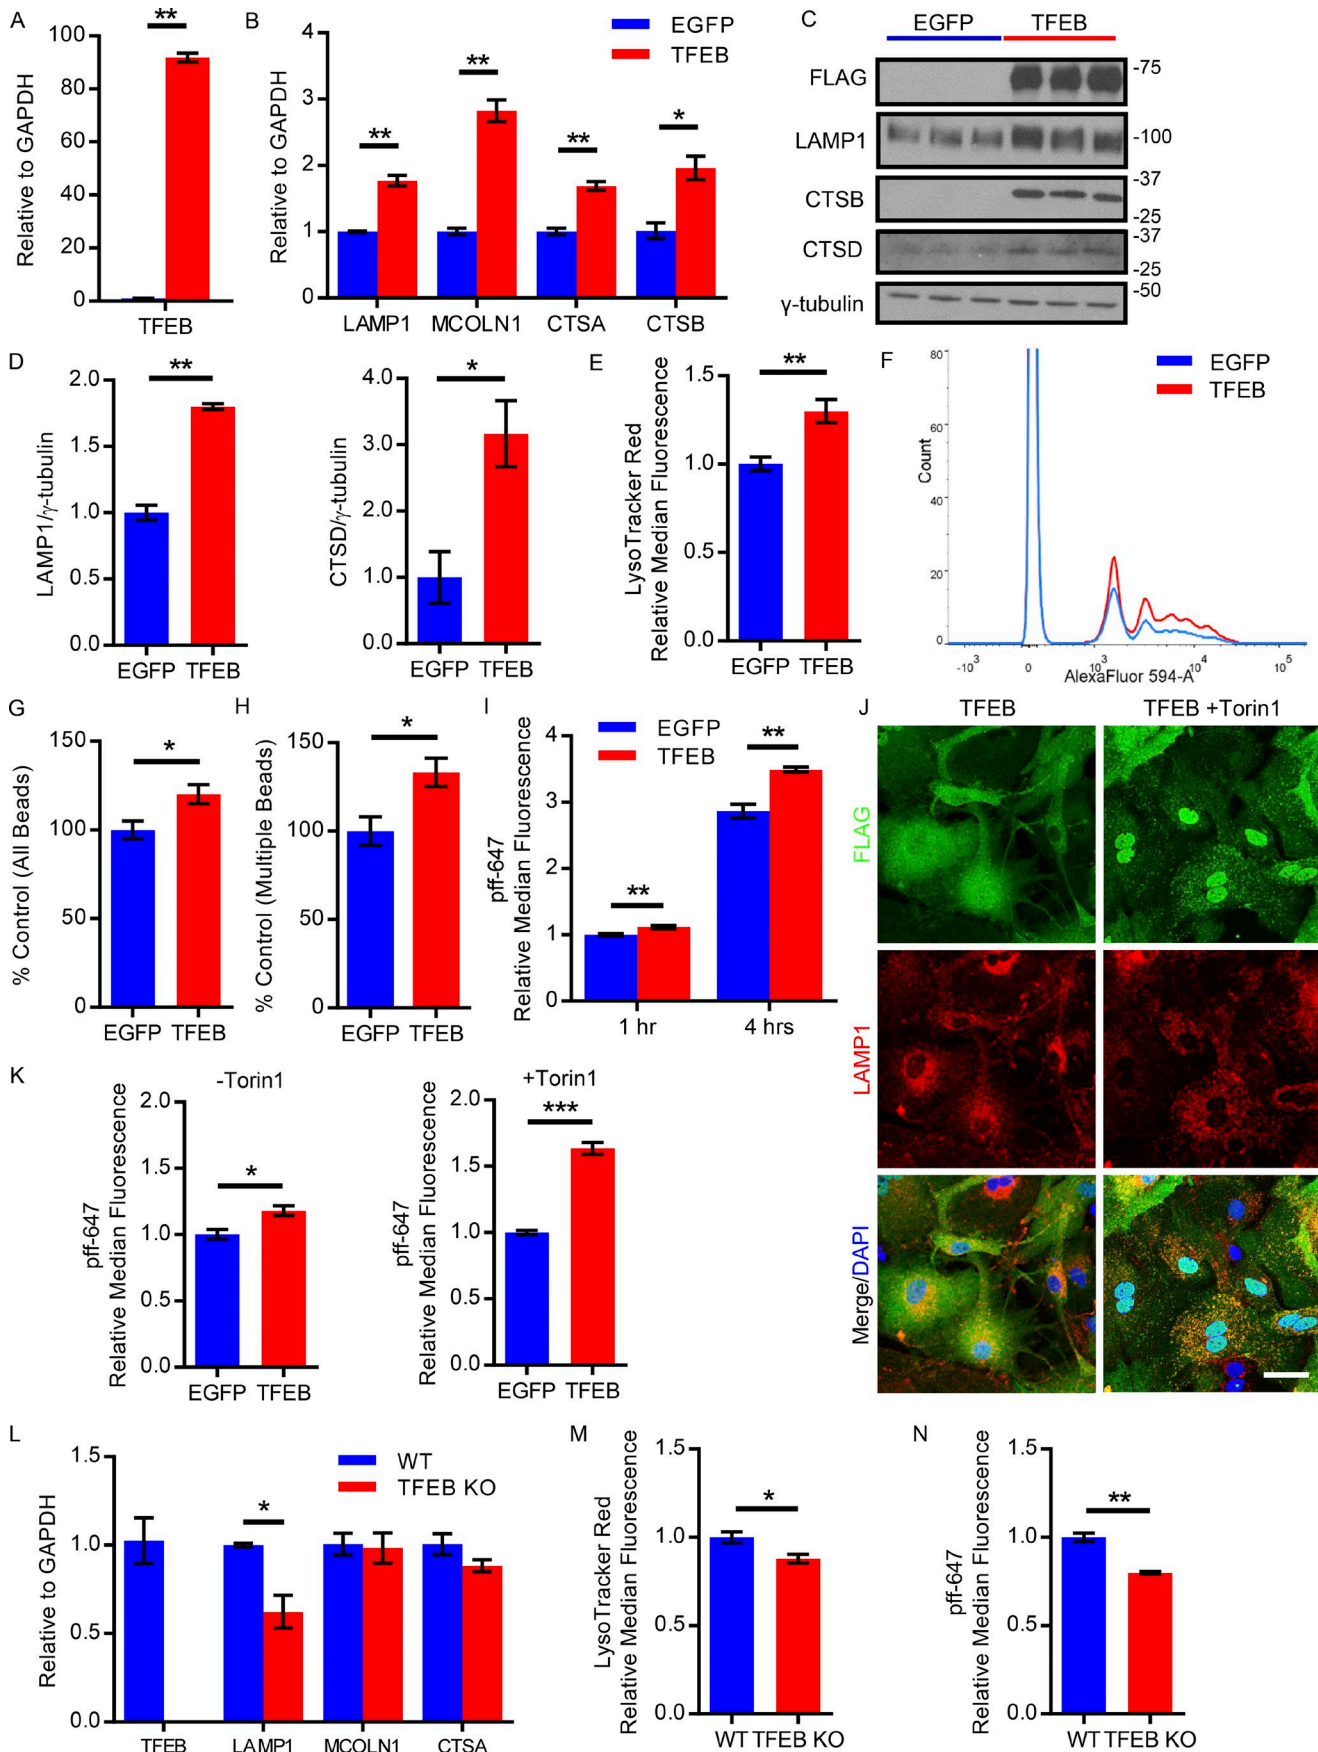 A
**
Relative to GAPDH
100
80
60
40
20
0
TFEB
B
EGFP
TFEB
Relative to GAPDH
4
3
2
1
0
**
**
**
*
LAMP1 MCOLN1 CTSA CTSB
C
EGFP TFEB
FLAG -75
LAMP1 -100
CTSB -37
-25
CTSD -37
-25
γ-tubulin -50
D
LAMP1/γ-tubulin
2.0
1.5
1.0
0.5
0.0
**
EGFP TFEB
CTSD/γ-tubulin
4.0
3.0
2.0
1.0
0.0
*
EGFP TFEB
E
LysoTracker Red
Relative Median Fluorescence
1.5
1.0
0.5
0.0
**
EGFP TFEB
F
EGFP
TFEB
Count
80
60
40
20
0
-10³ 0 10³ 10⁴ 10⁵
AlexaFluor 594-A
G
% Control (All Beads)
150
100
50
0
*
EGFP TFEB
H
% Control (Multiple Beads)
150
100
50
0
*
EGFP TFEB
I
EGFP
TFEB
pff-647
Relative Median Fluorescence
4
3
2
1
0
**
**
1 hr 4 hrs
J
TFEB TFEB +Torin1
FLAG
LAMP1
Merge/DAPI
K
-Torin1
pff-647
Relative Median Fluorescence
2.0
1.5
1.0
0.5
0.0
*
EGFP TFEB
+Torin1
pff-647
Relative Median Fluorescence
2.0
1.5
1.0
0.5
0.0
***
EGFP TFEB
L
WT
TFEB KO
Relative to GAPDH
1.5
1.0
0.5
0.0
*
TFEB LAMP1 MCOLN1 CTSA
M
LysoTracker Red
Relative Median Fluorescence
1.5
1.0
0.5
0.0
*
WT TFEB KO
N
pff-647
Relative Median Fluorescence
1.5
1.0
0.5
0.0
**
WT TFEB KO